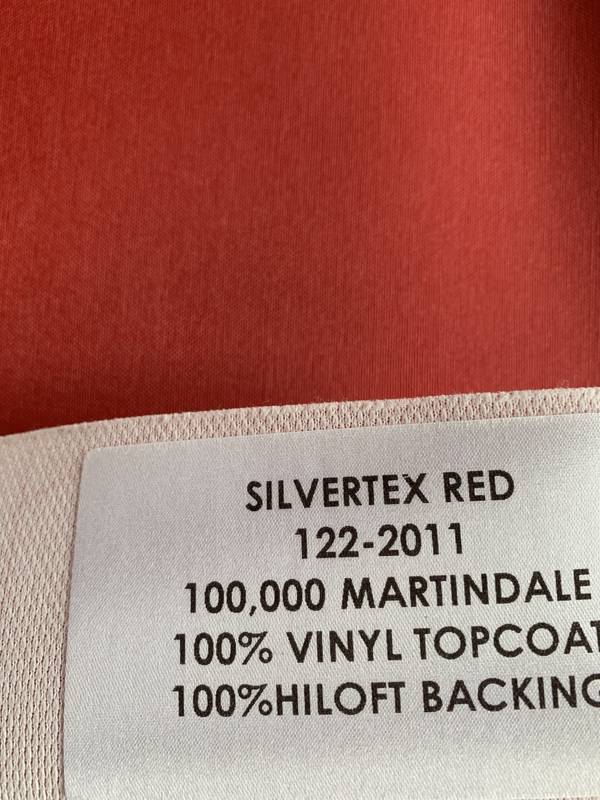 SILVERTEX RED
122-2011
100,000 MARTINDALE
100% VINYL TOPCOAT
100%HILOFT BACKING